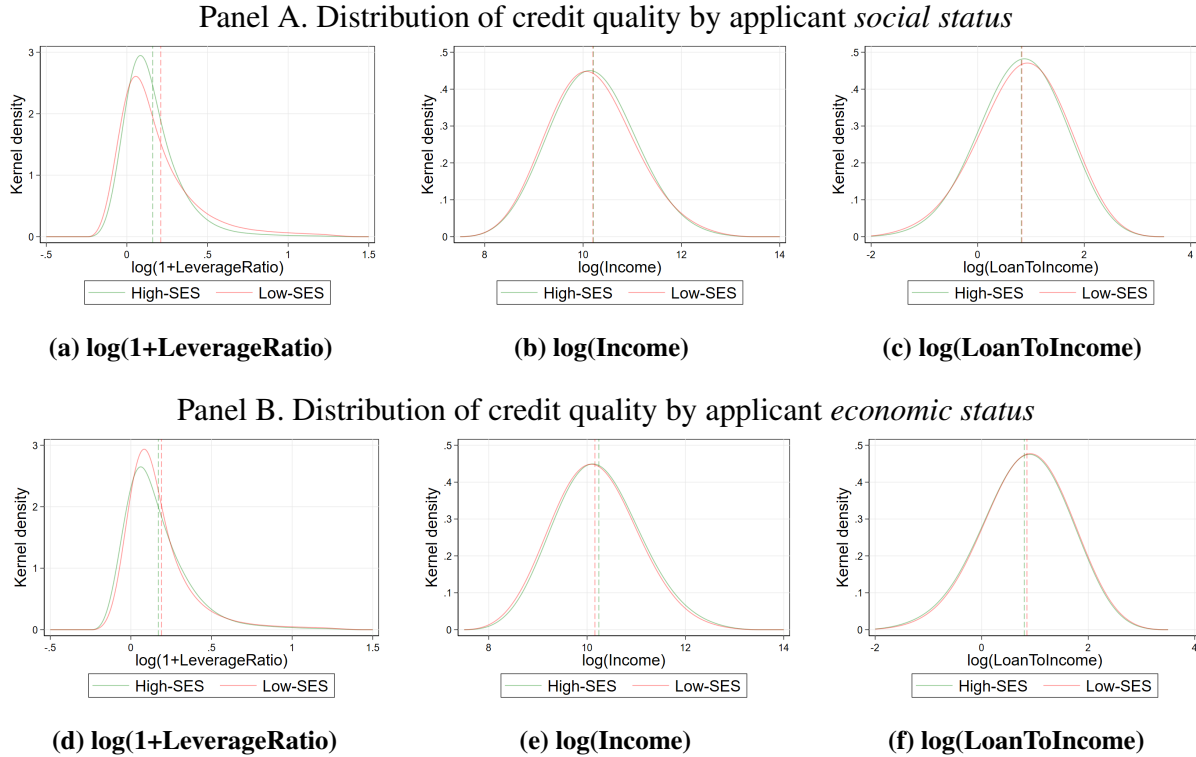 Panel A. Distribution of credit quality by applicant social status
Kernel density
3
2
1
0
-.5
0
.5
1
1.5
log(1+LeverageRatio)
High-SES
Low-SES
(a) log(1+LeverageRatio)
Kernel density
.5
.4
.3
.2
.1
0
8
10
12
14
log(Income)
High-SES
Low-SES
(b) log(Income)
Kernel density
.5
.4
.3
.2
.1
0
-2
0
2
4
log(LoanToIncome)
High-SES
Low-SES
(c) log(LoanToIncome)
Panel B. Distribution of credit quality by applicant economic status
Kernel density
3
2
1
0
-.5
0
.5
1
1.5
log(1+LeverageRatio)
High-SES
Low-SES
(d) log(1+LeverageRatio)
Kernel density
.5
.4
.3
.2
.1
0
8
10
12
14
log(Income)
High-SES
Low-SES
(e) log(Income)
Kernel density
.5
.4
.3
.2
.1
0
-2
0
2
4
log(LoanToIncome)
High-SES
Low-SES
(f) log(LoanToIncome)